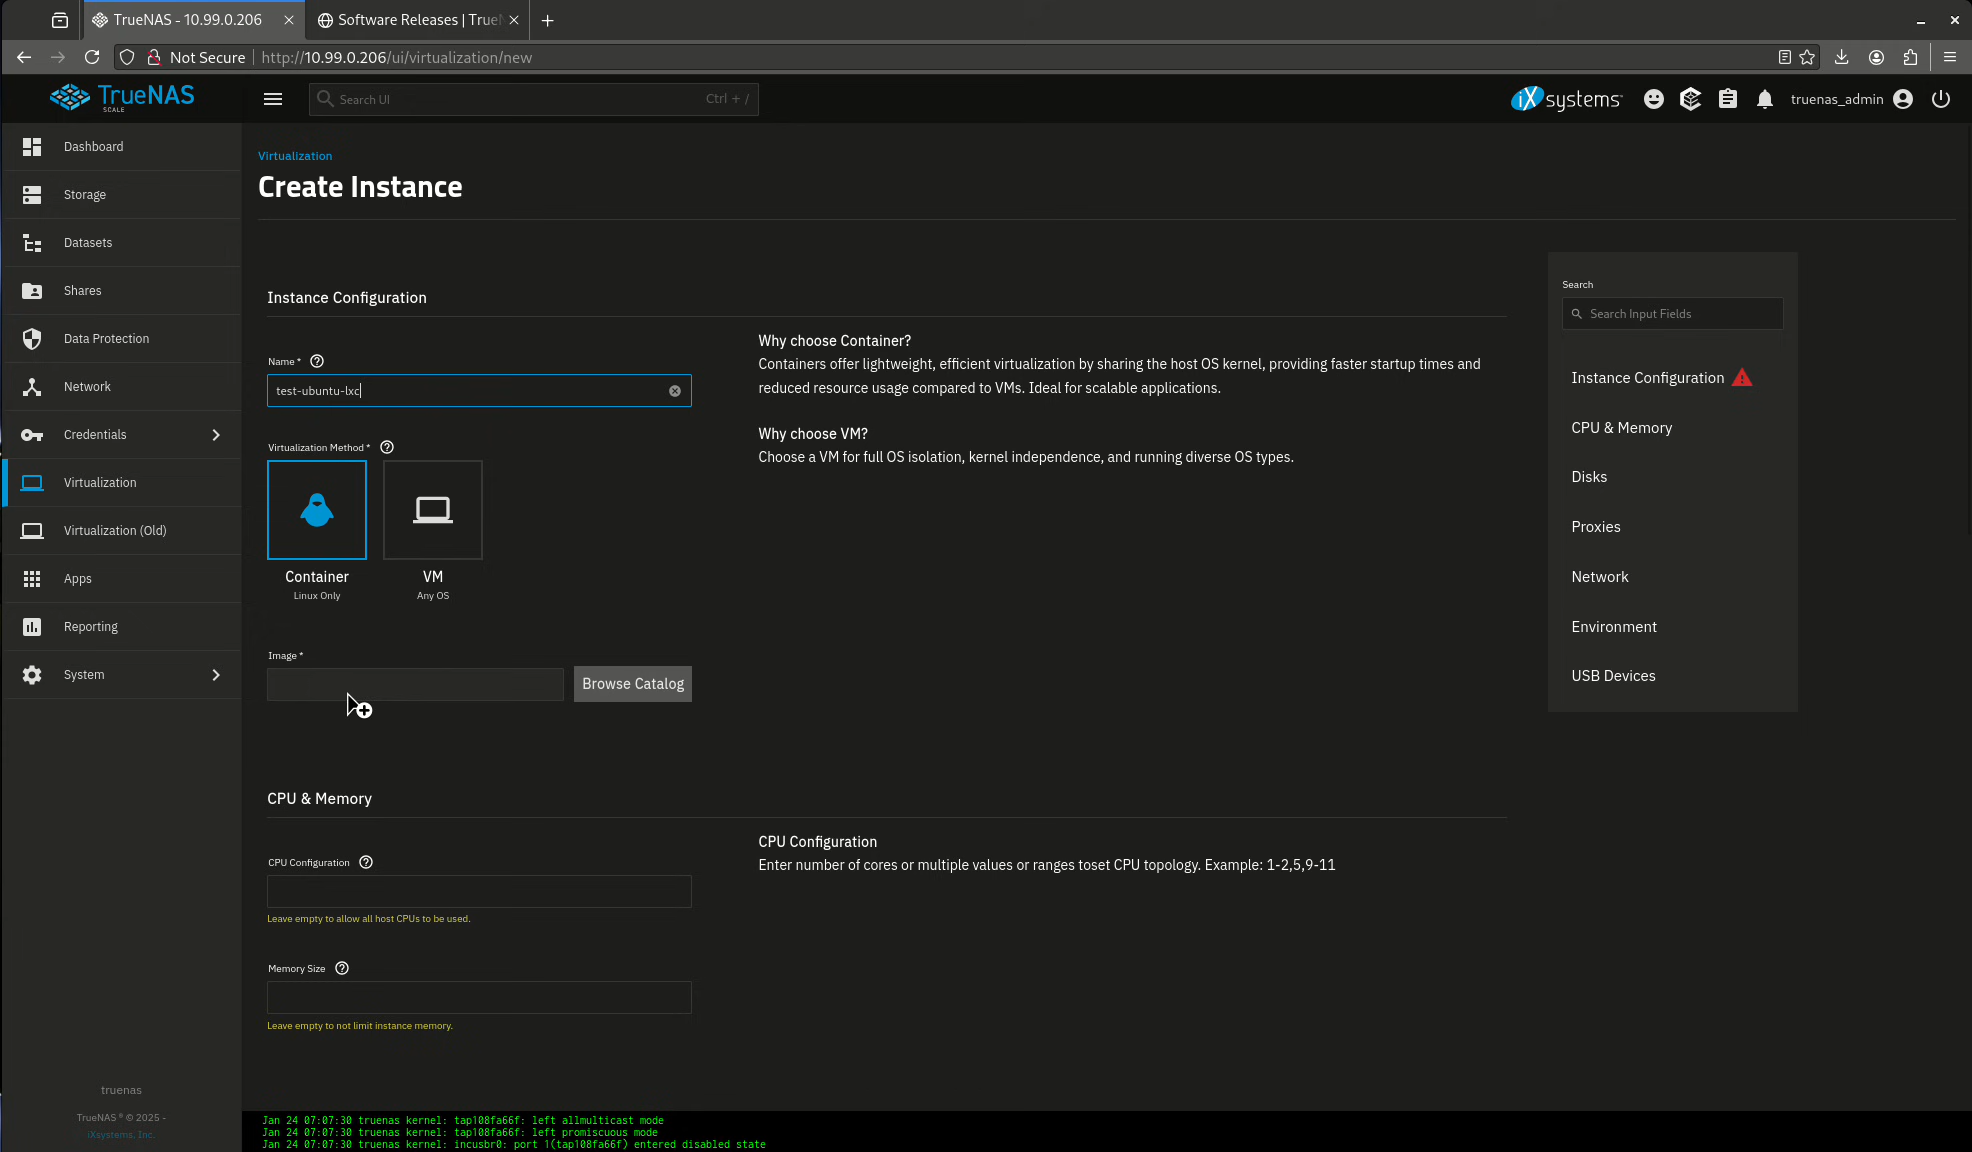 TrueNAS - 10.99.0.206
Software Releases | True
Not Secure
http://10.99.0.206/ui/virtualization/new
TrueNAS
SCALE
Search UI
Ctrl + /
iXsystems
truenas_admin
Dashboard
Storage
Datasets
Shares
Data Protection
Network
Credentials
Virtualization
Virtualization (Old)
Apps
Reporting
System
truenas
TrueNAS ® © 2025 -
iXsystems, Inc.
Virtualization
Create Instance
Instance Configuration
Name *
test-ubuntu-lxc
Virtualization Method *
Container
Linux Only
VM
Any OS
Image *
Browse Catalog
Why choose Container?
Containers offer lightweight, efficient virtualization by sharing the host OS kernel, providing faster startup times and
reduced resource usage compared to VMs. Ideal for scalable applications.
Why choose VM?
Choose a VM for full OS isolation, kernel independence, and running diverse OS types.
CPU & Memory
CPU Configuration
Leave empty to allow all host CPUs to be used.
Memory Size
Leave empty to not limit instance memory.
CPU Configuration
Enter number of cores or multiple values or ranges toset CPU topology. Example: 1-2,5,9-11
Search
Search Input Fields
Instance Configuration
CPU & Memory
Disks
Proxies
Network
Environment
USB Devices
Jan 24 07:07:30 truenas kernel: tap108fa66f: left allmulticast mode
Jan 24 07:07:30 truenas kernel: tap108fa66f: left promiscuous mode
Jan 24 07:07:30 truenas kernel: incusbr0: port 1(tap108fa66f) entered disabled state